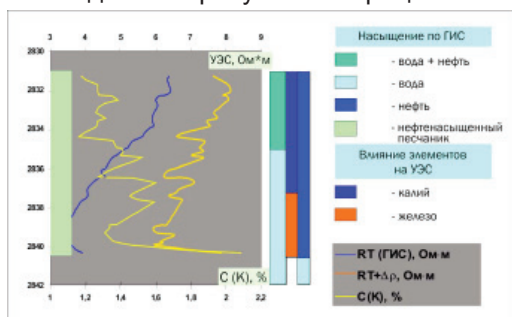 3 4 5 6 7 8 9
УЭС, Ом*м
2830
2832
2834
2836
2838
2840
2842
С (К), %
1 1,2 1,4 1,6 1,8 2 2,2
Насыщение по ГИС
- вода + нефть
- вода
- нефть
- нефтенасыщенный
песчаник
Влияние элементов
на УЭС
- калий
- железо
RT (ГИС), Ом·м
RT+Δρ, Ом·м
С (К), %